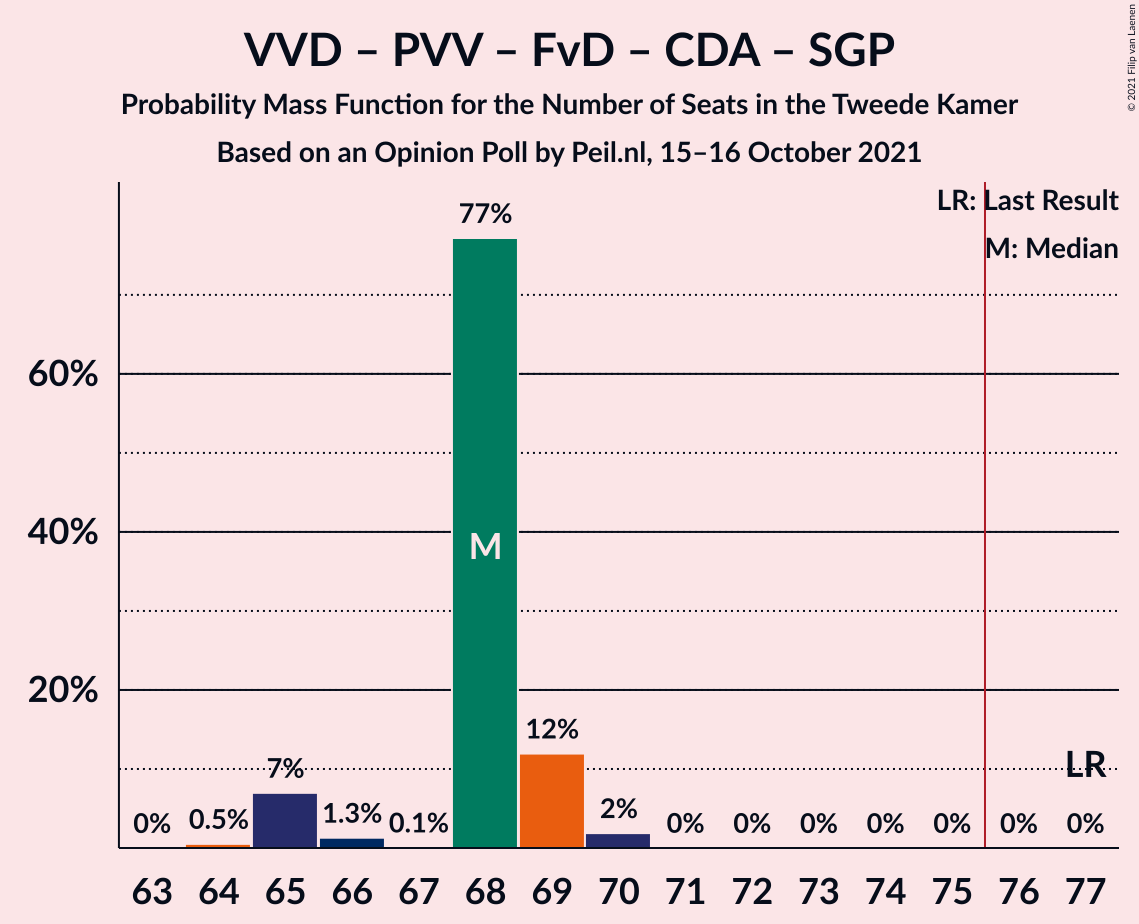 VVD – PVV – FvD – CDA – SGP
Probability Mass Function for the Number of Seats in the Tweede Kamer
Based on an Opinion Poll by Peil.nl, 15–16 October 2021
© 2021 Filip van Laenen
LR: Last Result
M: Median
77%
60%
40%
M
20%
12%
LR
7%
2%
0% 0.5% 1.3% 0.1% 0% 0% 0% 0% 0% 0% 0%
63 64 65 66 67 68 69 70 71 72 73 74 75 76 77